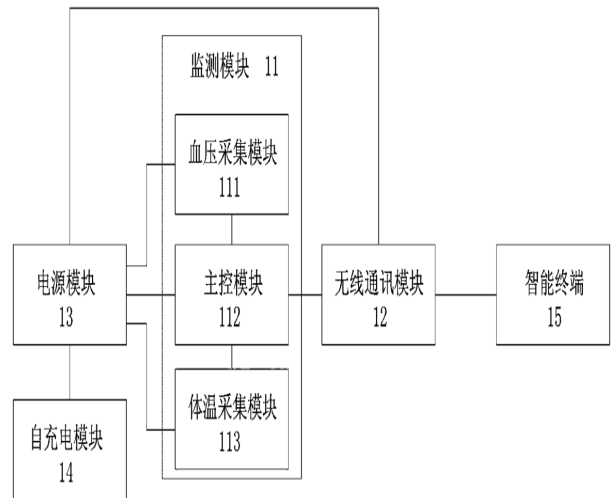 监测模块 11
血压采集模块
111
电源模块
13
主控模块
112
无线通讯模块
12
智能终端
15
体温采集模块
113
自充电模块
14